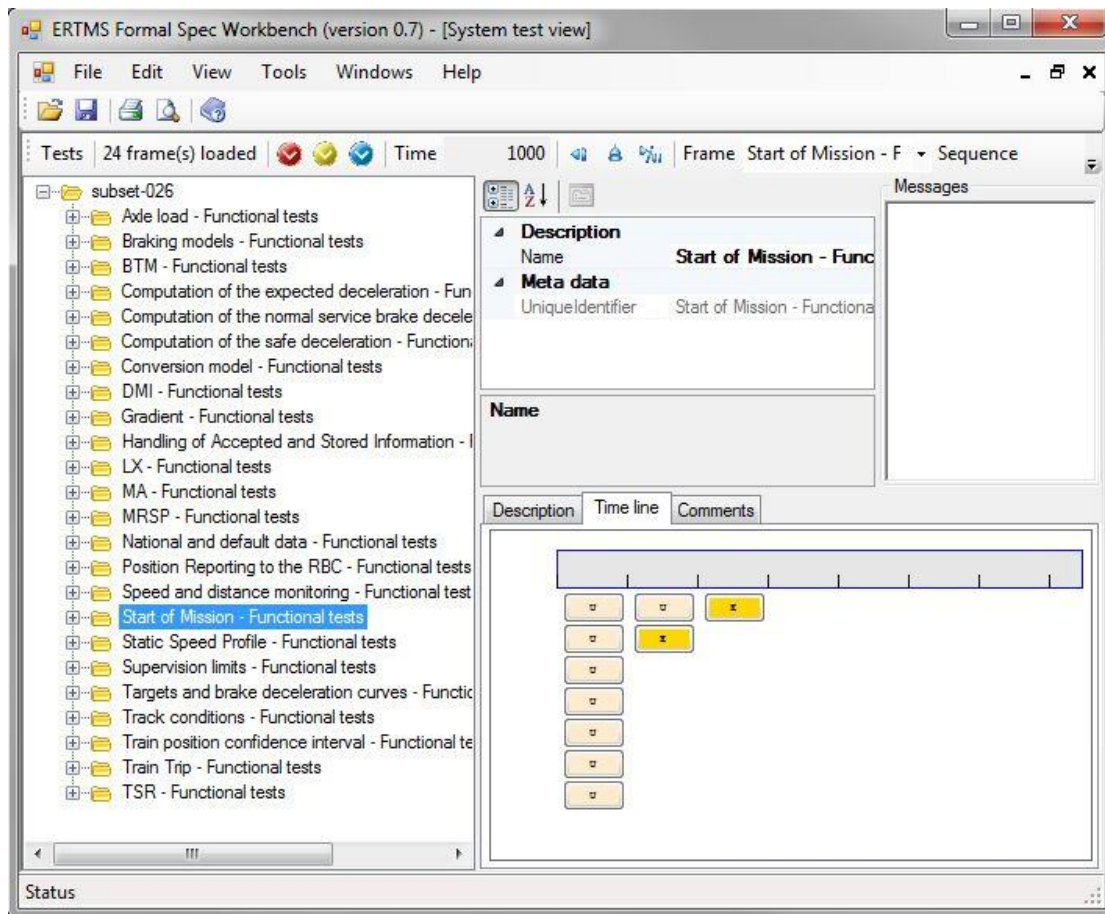 ERTMS Formal Spec Workbench (version 0.7) - [System test view]
File Edit View Tools Windows Help
Tests 24 frame(s) loaded Time 1000 Frame Start of Mission - F Sequence
subset-026
Axle load - Functional tests
Braking models - Functional tests
BTM - Functional tests
Computation of the expected deceleration - Fun
Computation of the normal service brake decele
Computation of the safe deceleration - Function
Conversion model - Functional tests
DMI - Functional tests
Gradient - Functional tests
Handling of Accepted and Stored Information -
LX - Functional tests
MA - Functional tests
MRSP - Functional tests
National and default data - Functional tests
Position Reporting to the RBC - Functional tests
Speed and distance monitoring - Functional test
Start of Mission - Functional tests
Static Speed Profile - Functional tests
Supervision limits - Functional tests
Targets and brake deceleration curves - Functic
Track conditions - Functional tests
Train position confidence interval - Functional te
Train Trip - Functional tests
TSR - Functional tests
Description
Name Start of Mission - Func
Meta data
UniqueIdentifier Start of Mission - Functiona
Name
Messages
Description Time line Comments
Status